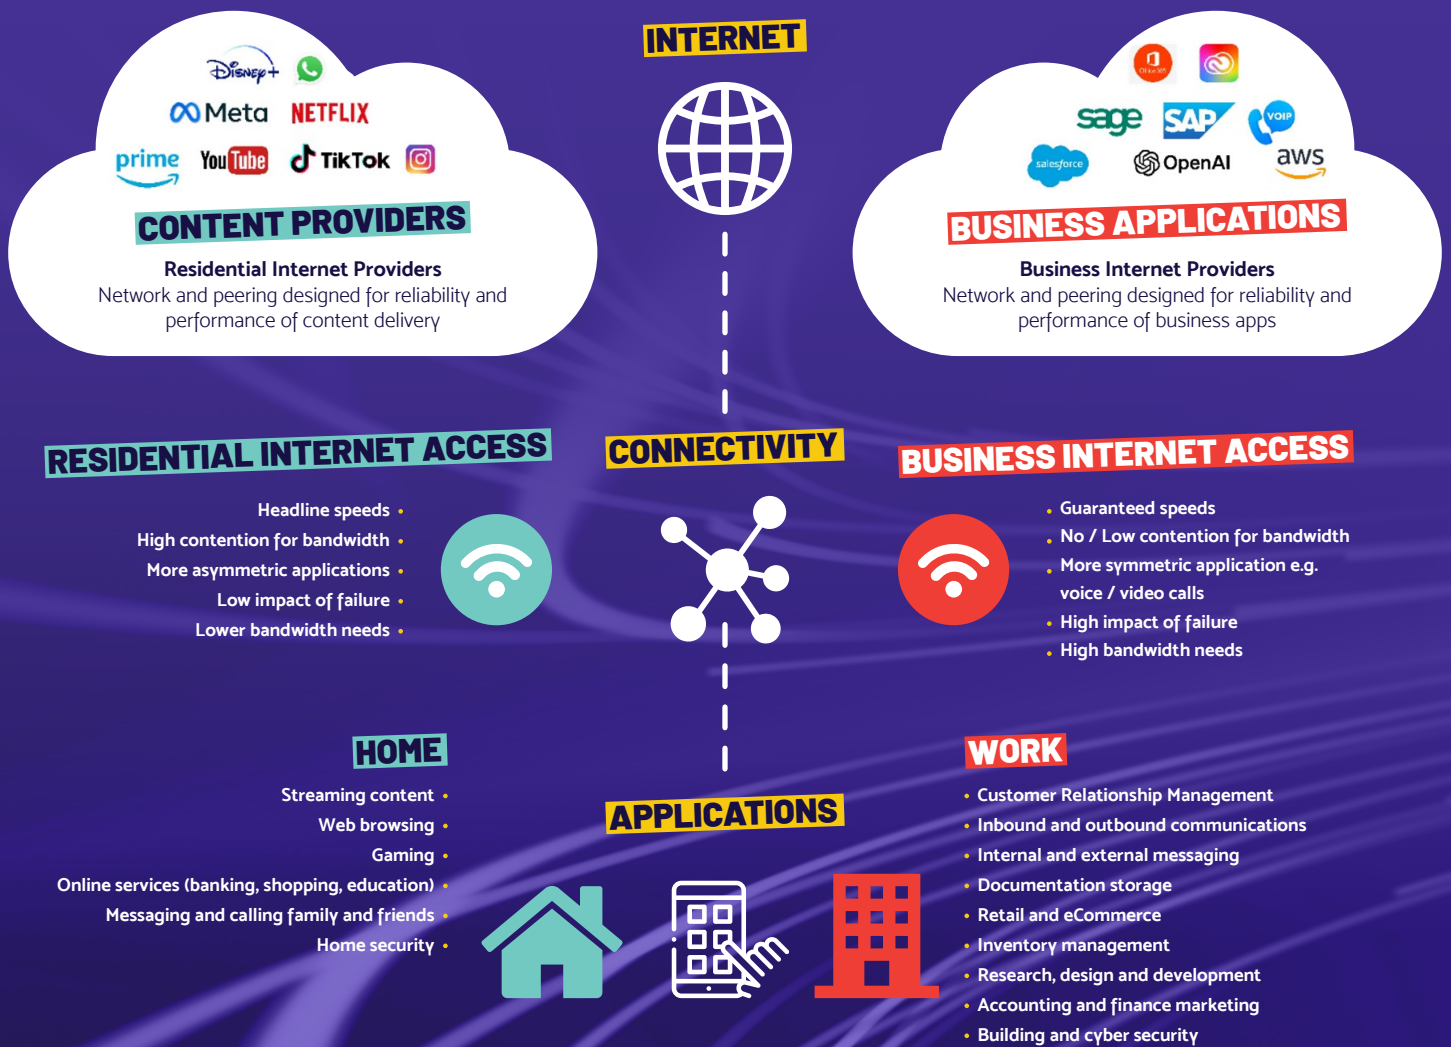 INTERNET
Disney+
Meta
NETFLIX
prime
YouTube
TikTok
CONTENT PROVIDERS
Residential Internet Providers
Network and peering designed for reliability and
performance of content delivery
Office 365
sage
SAP
VOIP
salesforce
OpenAI
aws
BUSINESS APPLICATIONS
Business Internet Providers
Network and peering designed for reliability and
performance of business apps
RESIDENTIAL INTERNET ACCESS
Headline speeds •
High contention for bandwidth •
More asymmetric applications •
Low impact of failure •
Lower bandwidth needs •
CONNECTIVITY
BUSINESS INTERNET ACCESS
• Guaranteed speeds
• No / Low contention for bandwidth
• More symmetric application e.g.
voice / video calls
• High impact of failure
• High bandwidth needs
HOME
Streaming content •
Web browsing •
Gaming •
Online services (banking, shopping, education) •
Messaging and calling family and friends •
Home security •
APPLICATIONS
WORK
• Customer Relationship Management
• Inbound and outbound communications
• Internal and external messaging
• Documentation storage
• Retail and eCommerce
• Inventory management
• Research, design and development
• Accounting and finance marketing
• Building and cyber security